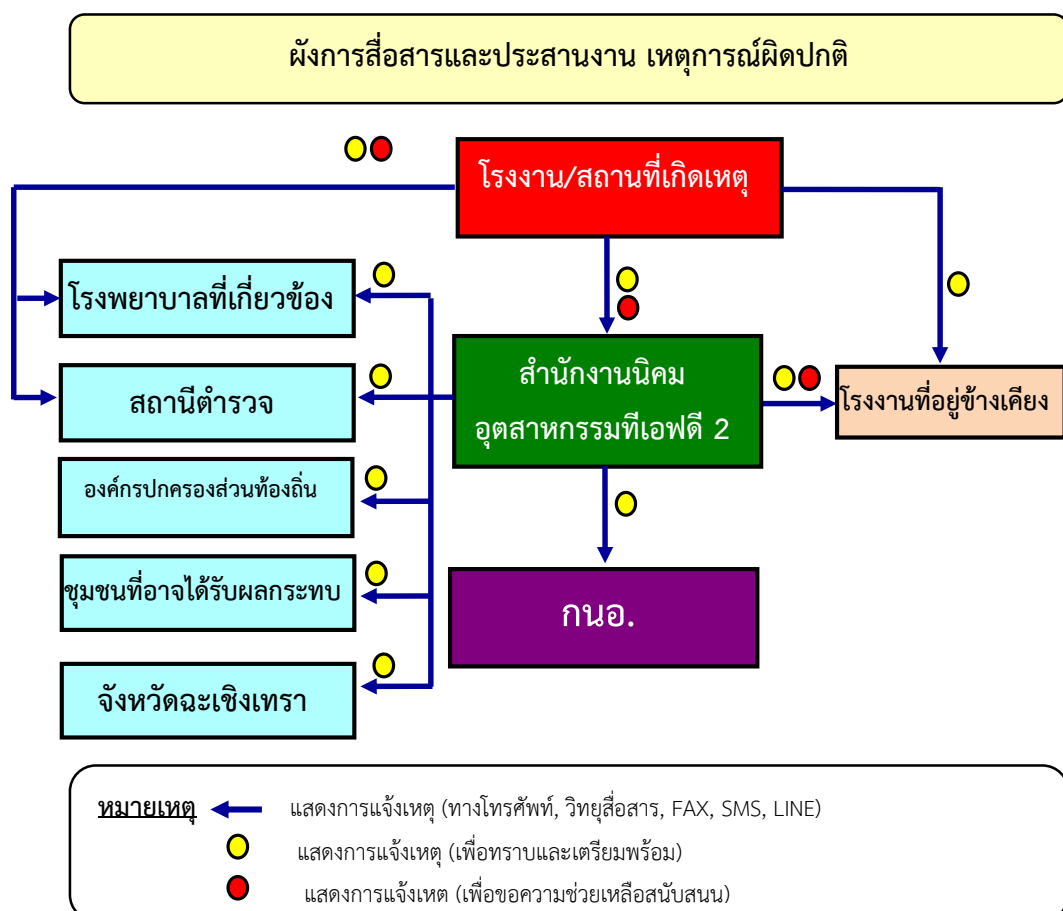 ผังการสื่อสารและประสานงาน เหตุการณ์ผิดปกติ
โรงงาน/สถานที่เกิดเหตุ
โรงพยาบาลที่เกี่ยวข้อง
สถานีตำรวจ
องค์กรปกครองส่วนท้องถิ่น
ชุมชนที่อาจได้รับผลกระทบ
จังหวัดฉะเชิงเทรา
สำนักงานนิคม
อุตสาหกรรมทีเอฟดี 2
โรงงานที่อยู่ข้างเคียง
กนอ.
หมายเหตุ แสดงการแจ้งเหตุ (ทางโทรศัพท์, วิทยุสื่อสาร, FAX, SMS, LINE)
แสดงการแจ้งเหตุ (เพื่อทราบและเตรียมพร้อม)
แสดงการแจ้งเหต (เพื่อขอความช่วยเหลือสนับสนน)